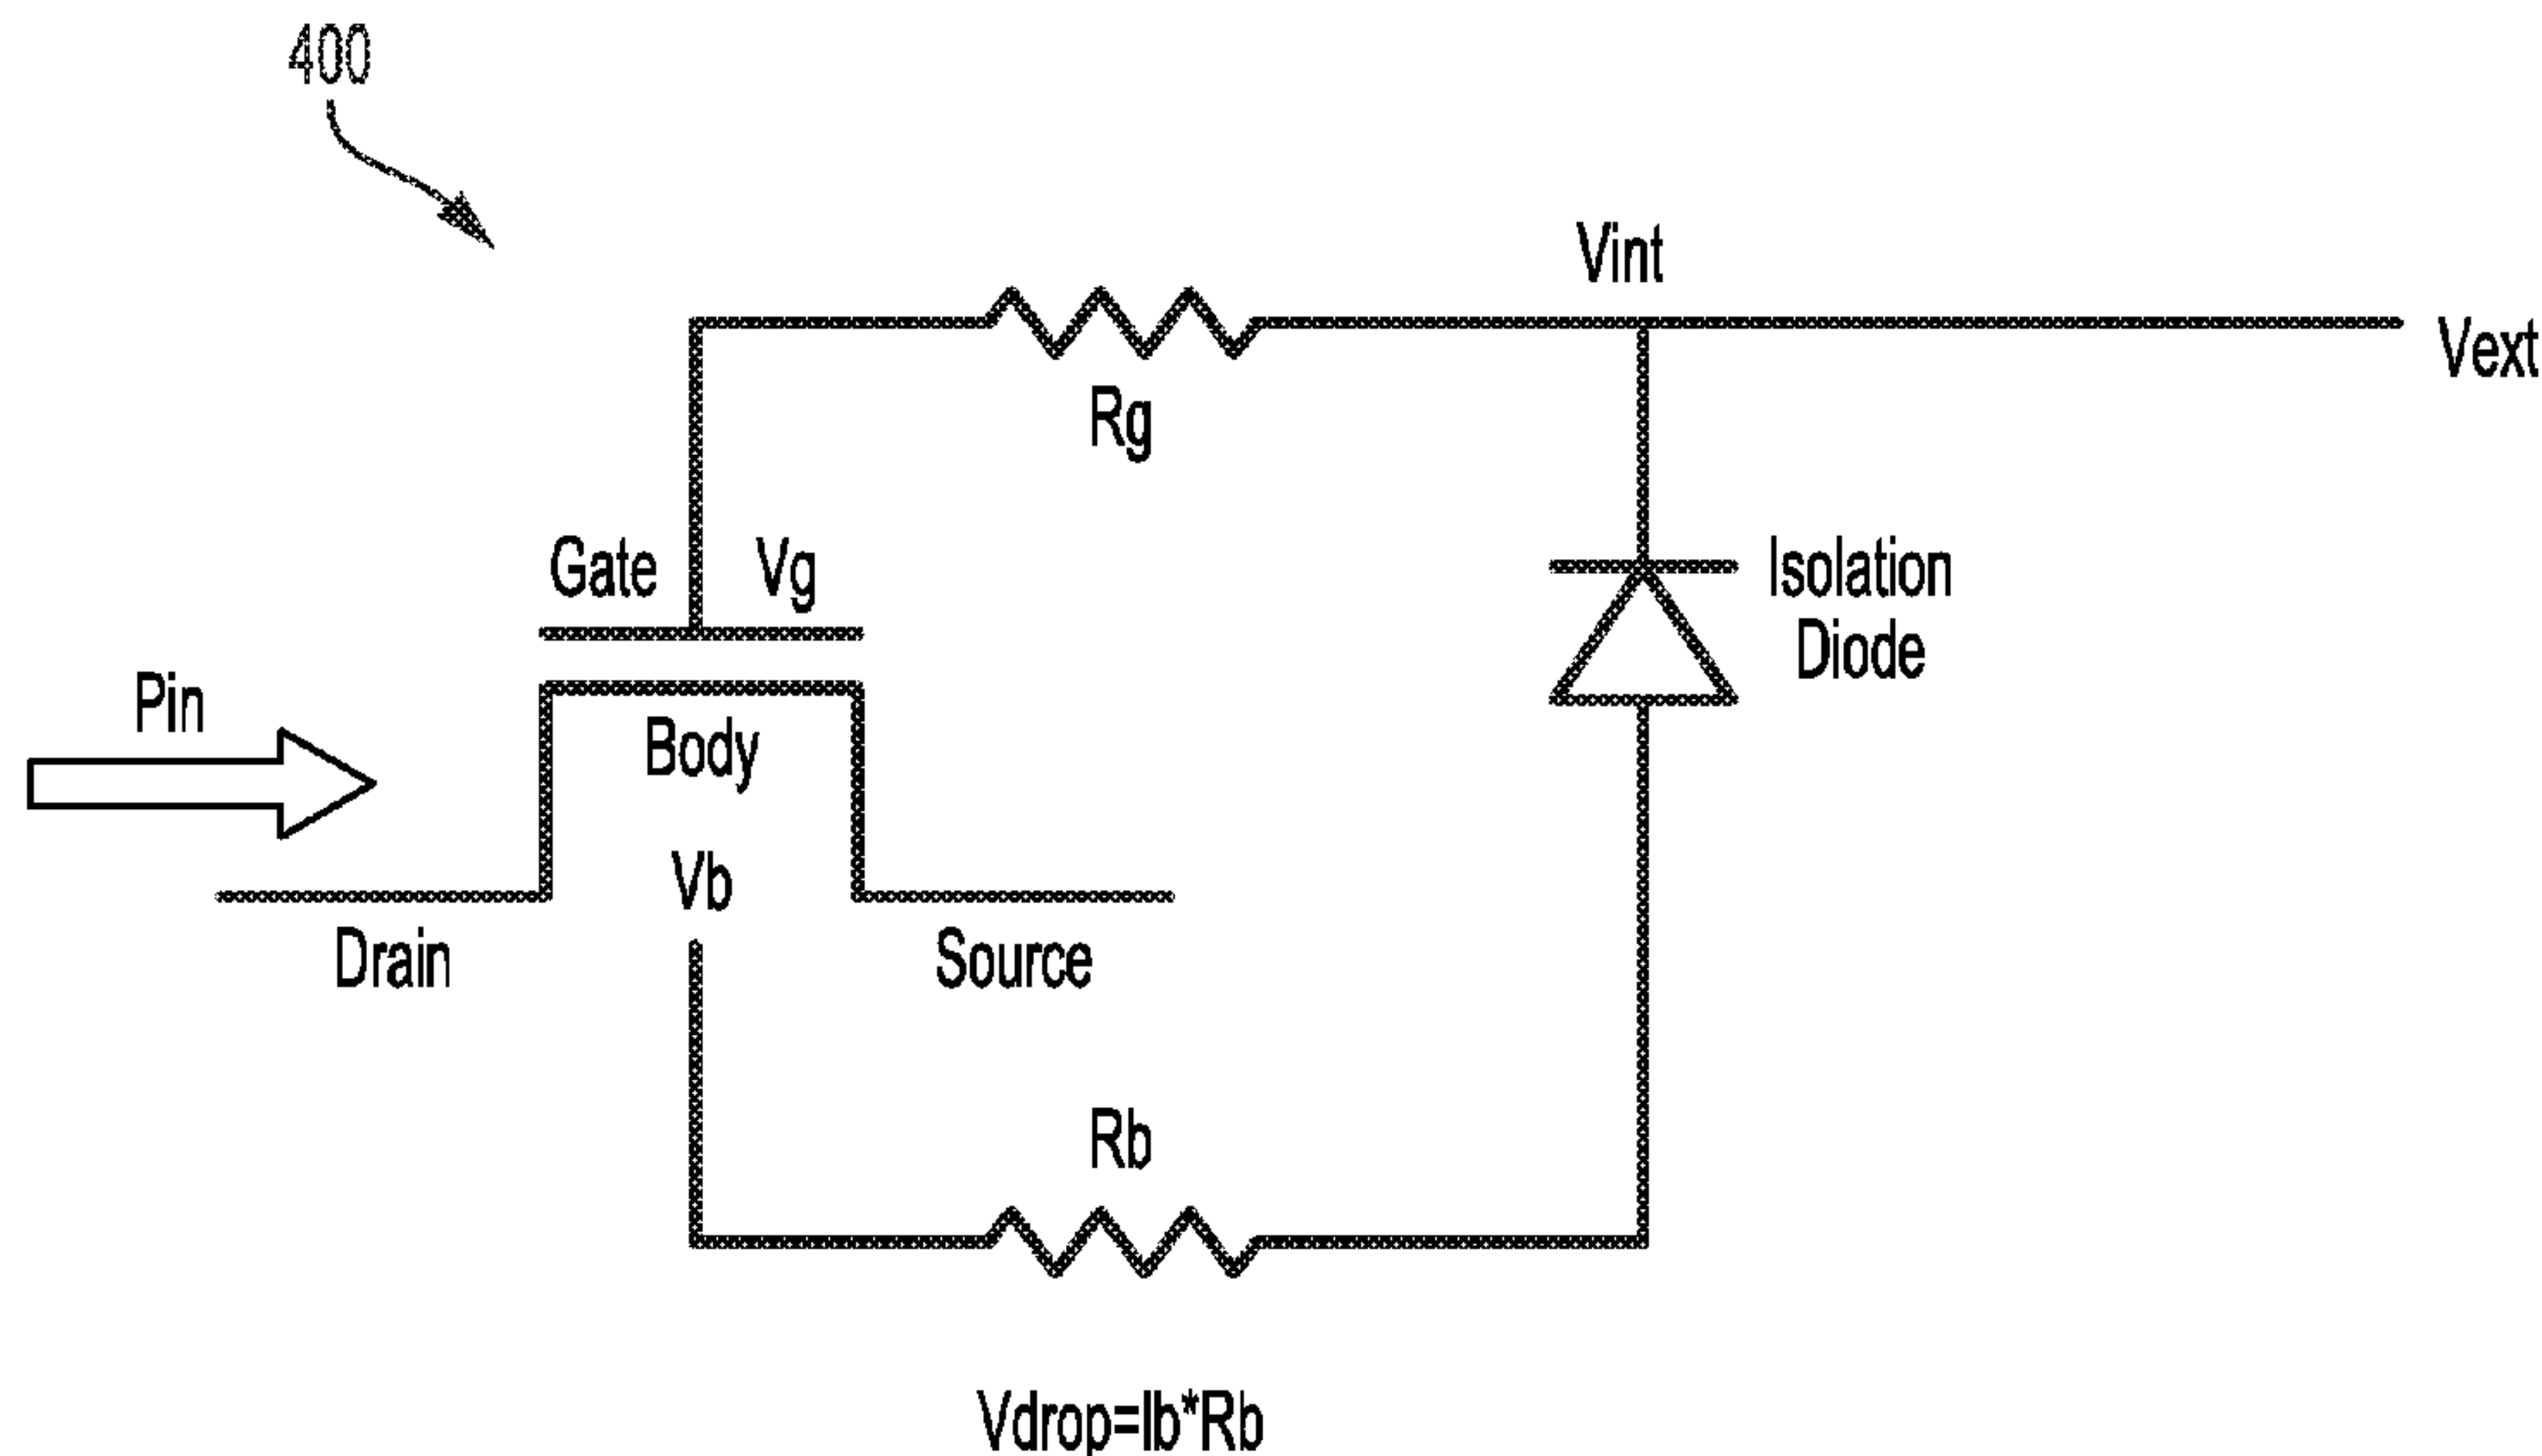 400
Vint
Vext
Rg
Gate
Vg
Isolation
Diode
Pin
Body
Vb
Drain
Source
Rb
Vdrop=Ib*Rb